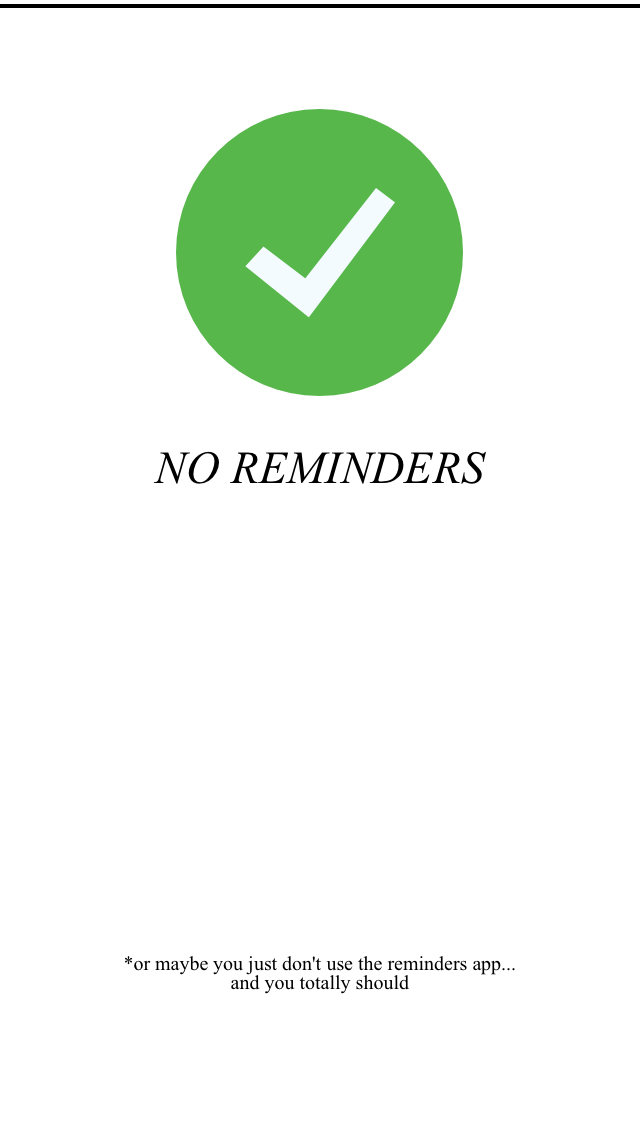 NO REMINDERS
*or maybe you just don't use the reminders app...
and you totally should